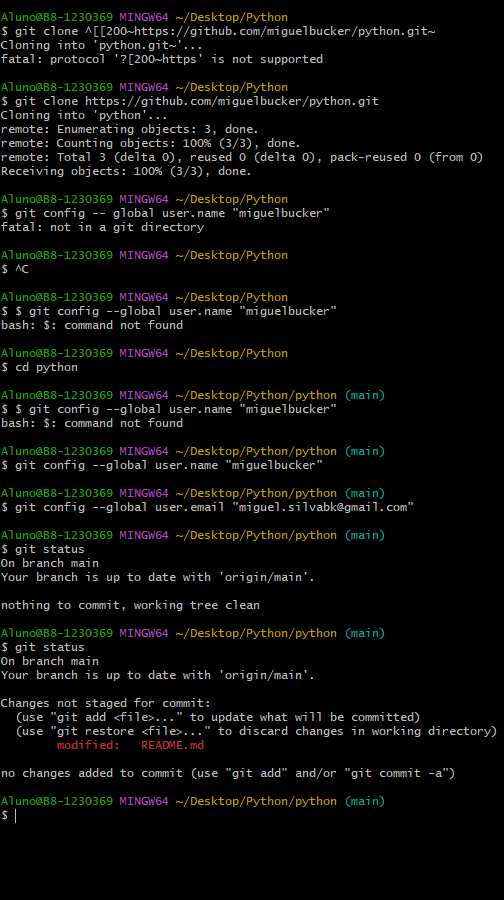 Aluno@B8-1230369 MINGW64 ~/Desktop/Python
$ git clone ^[[200~https://github.com/miguelbucker/python.git~
Cloning into 'python.git~'...
fatal: protocol '?[200~https' is not supported

Aluno@B8-1230369 MINGW64 ~/Desktop/Python
$ git clone https://github.com/miguelbucker/python.git
Cloning into 'python'...
remote: Enumerating objects: 3, done.
remote: Counting objects: 100% (3/3), done.
remote: Total 3 (delta 0), reused 0 (delta 0), pack-reused 0 (from 0)
Receiving objects: 100% (3/3), done.

Aluno@B8-1230369 MINGW64 ~/Desktop/Python
$ git config -- global user.name "miguelbucker"
fatal: not in a git directory

Aluno@B8-1230369 MINGW64 ~/Desktop/Python
$ ^C

Aluno@B8-1230369 MINGW64 ~/Desktop/Python
$ $ git config --global user.name "miguelbucker"
bash: $: command not found

Aluno@B8-1230369 MINGW64 ~/Desktop/Python
$ cd python

Aluno@B8-1230369 MINGW64 ~/Desktop/Python/python (main)
$ $ git config --global user.name "miguelbucker"
bash: $: command not found

Aluno@B8-1230369 MINGW64 ~/Desktop/Python/python (main)
$ git config --global user.name "miguelbucker"

Aluno@B8-1230369 MINGW64 ~/Desktop/Python/python (main)
$ git config --global user.email "miguel.silvabk@gmail.com"

Aluno@B8-1230369 MINGW64 ~/Desktop/Python/python (main)
$ git status
On branch main
Your branch is up to date with 'origin/main'.

nothing to commit, working tree clean

Aluno@B8-1230369 MINGW64 ~/Desktop/Python/python (main)
$ git status
On branch main
Your branch is up to date with 'origin/main'.

Changes not staged for commit:
  (use "git add <file>..." to update what will be committed)
  (use "git restore <file>..." to discard changes in working directory)
        modified:   README.md

no changes added to commit (use "git add" and/or "git commit -a")

Aluno@B8-1230369 MINGW64 ~/Desktop/Python/python (main)
$